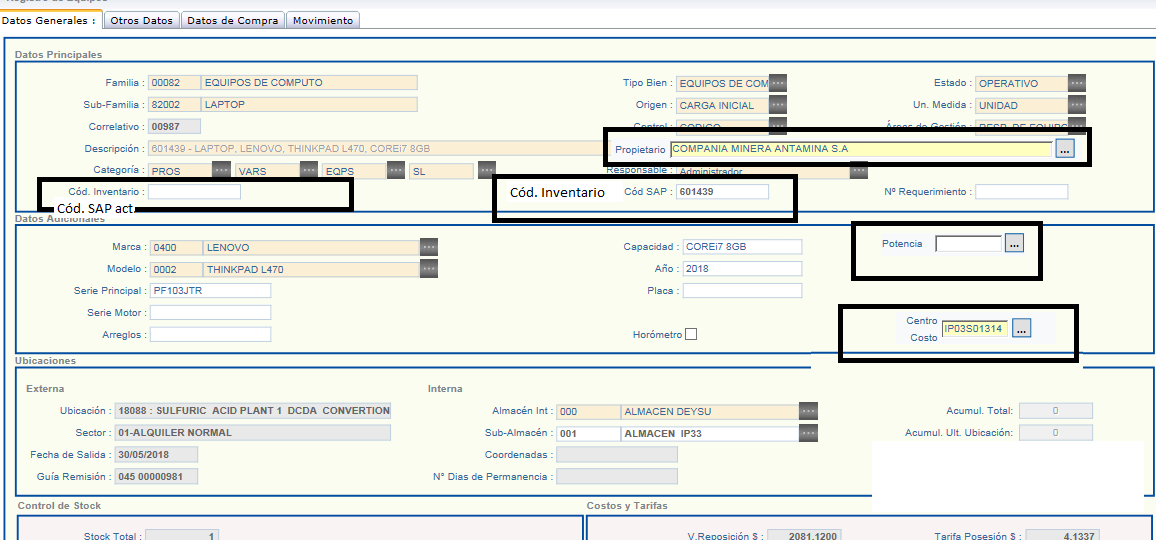 Datos Generales : Otros Datos Datos de Compra Movimiento
Datos Principales
Familia : 00082 EQUIPOS DE COMPUTO Tipo Bien : EQUIPOS DE COM ... Estado : OPERATIVO ...
Sub-Familia : 82002 LAPTOP Origen : CARGA INICIAL ... Un. Medida : UNIDAD ...
Correlativo : 00987
Descripción : 601439 - LAPTOP, LENOVO, THINKPAD L470, COREi7 8GB Propietario COMPANIA MINERA ANTAMINA S.A ...
Categoría : PROS ... VARS ... EQPS ... SL ... Responsable : Administrador ...
Cód. Inventario : Cód. Inventario Cód SAP : 601439 Nº Requerimiento :
Cód. SAP act.
Datos Adicionales
Marca : 0400 LENOVO ... Capacidad : COREi7 8GB Potencia ...
Modelo : 0002 THINKPAD L470 ... Año : 2018
Serie Principal : PF103JTR Placa :
Serie Motor :
Arreglos : Horómetro Centro Costo IP03S01314 ...
Ubicaciones
Externa Interna
Ubicación : 18088 : SULFURIC ACID PLANT 1 DCDA CONVERTION Almacén Int : 000 ALMACEN DEYSU ... Acumul. Total: 0
Sector : 01-ALQUILER NORMAL Sub-Almacén : 001 ALMACEN IP33 ... Acumul. Ult. Ubicación: 0
Fecha de Salida : 30/05/2018 Coordenadas :
Guía Remisión : 045 00000981 N° Dias de Permanencia :
Control de Stock Costos y Tarifas
Stock Total : 1 V.Reposición $ : 2081.1200 Tarifa Posesión $ : 4.1337